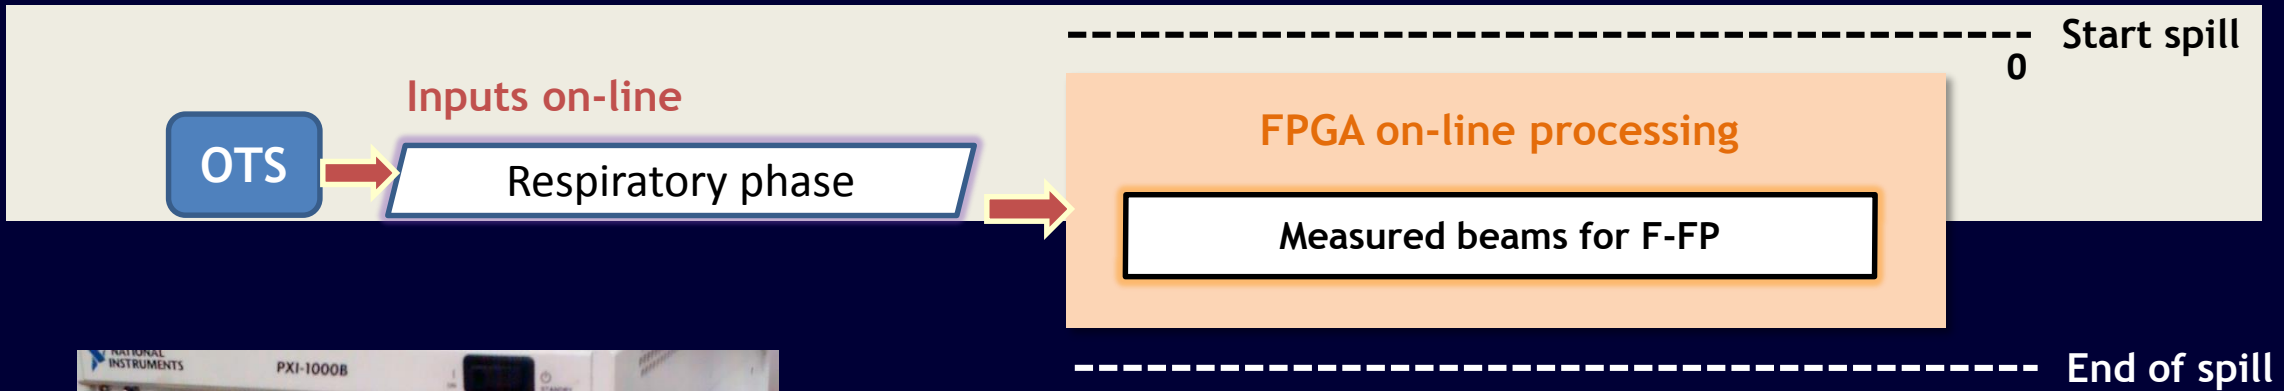 Start spill
0
Inputs on-line
FPGA on-line processing
OTS
Respiratory phase
Measured beams for F-FP
NATIONAL
INSTRUMENTS
PXI-1000B
End of spill